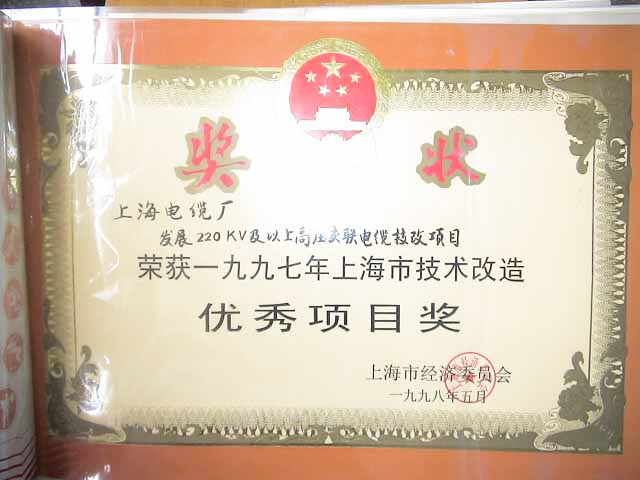 奖状
上海电缆厂
发展220KV及以上高压交联电缆技改项目
荣获一九九七年上海市技术改造
优秀项目奖
上海市经济委员会
一九九八年五月